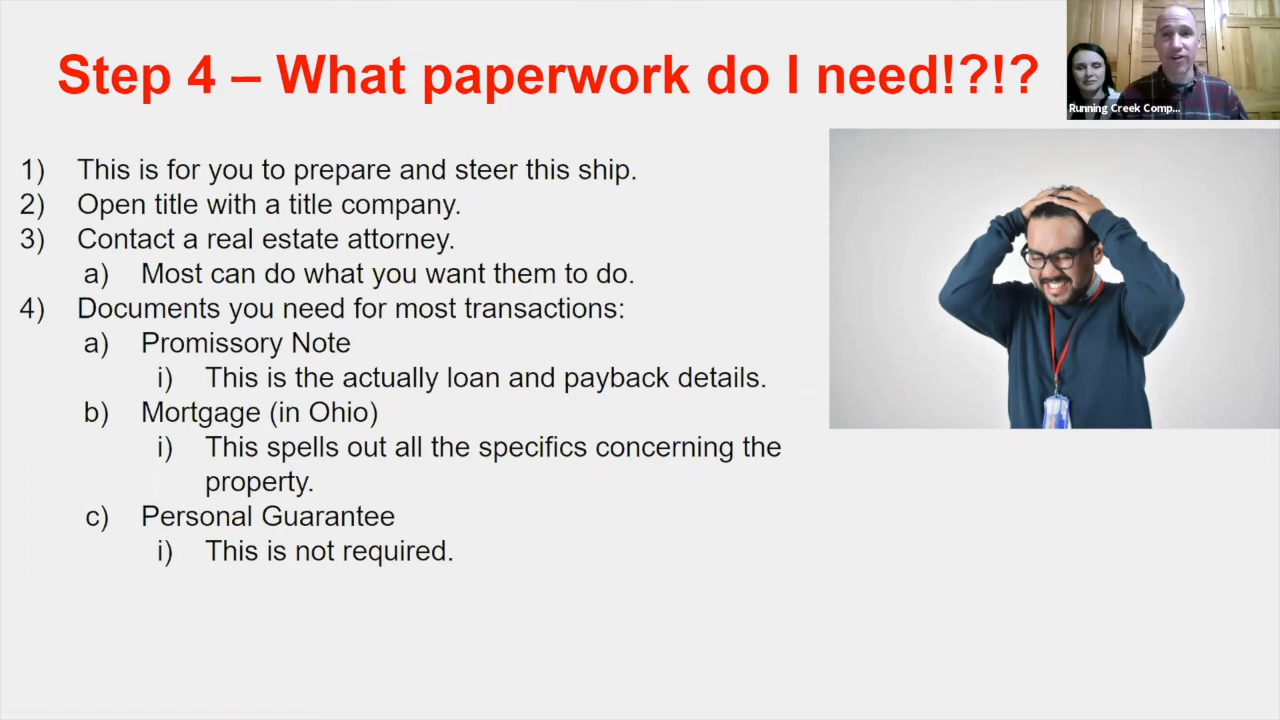 Step 4 – What paperwork do I need!?!?
Running Creek Comp...
1) This is for you to prepare and steer this ship.
2) Open title with a title company.
3) Contact a real estate attorney.
a) Most can do what you want them to do.
4) Documents you need for most transactions:
a) Promissory Note
i) This is the actually loan and payback details.
b) Mortgage (in Ohio)
i) This spells out all the specifics concerning the
property.
c) Personal Guarantee
i) This is not required.